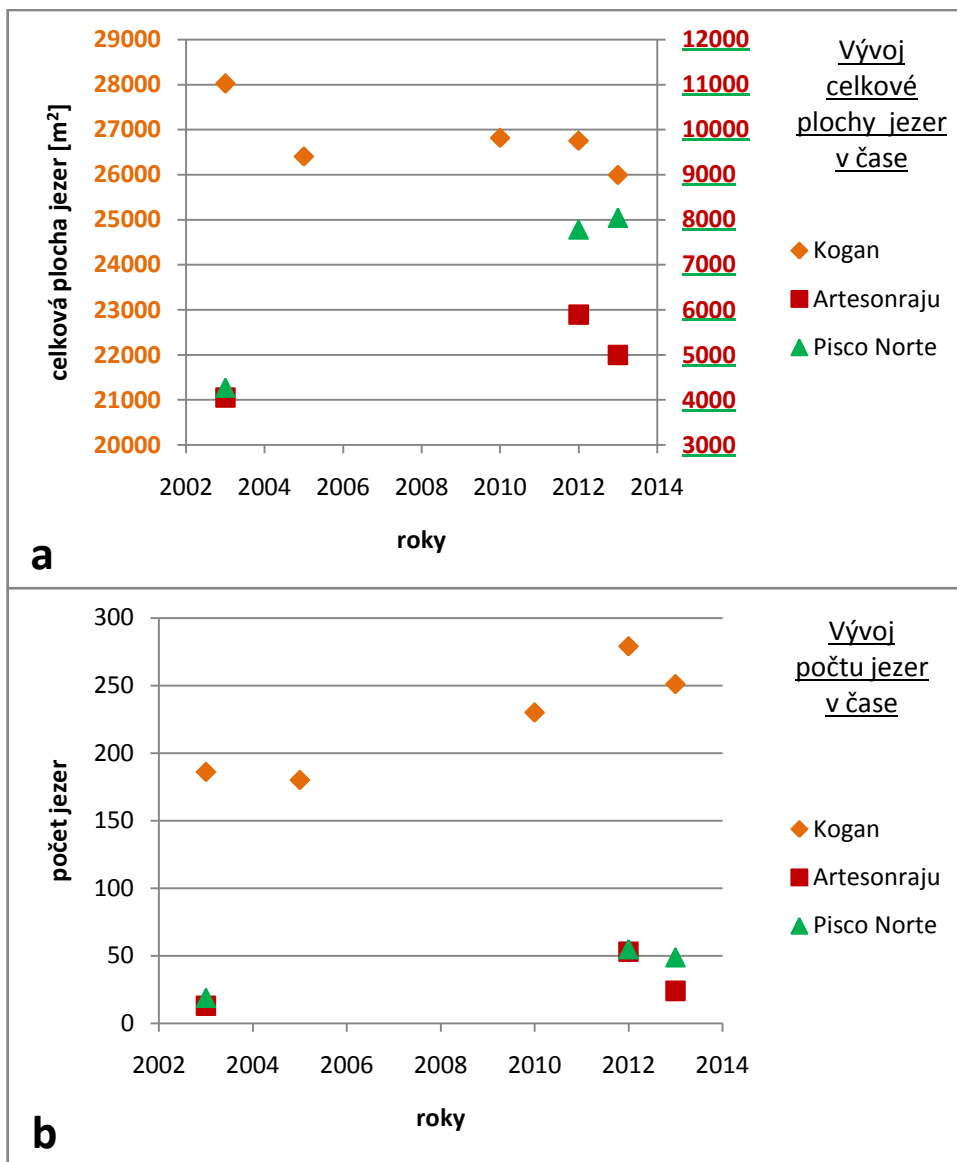 29000
28000
27000
26000
25000
24000
23000
22000
21000
20000
celková plocha jezer [m²]
12000
11000
10000
9000
8000
7000
6000
5000
4000
3000
2002 2004 2006 2008 2010 2012 2014
roky
Vývoj
celkové
plochy jezer
v čase
Kogan
Artesonraju
Pisco Norte
a
300
250
200
150
100
50
0
počet jezer
2002 2004 2006 2008 2010 2012 2014
roky
Vývoj
počtu jezer
v čase
Kogan
Artesonraju
Pisco Norte
b